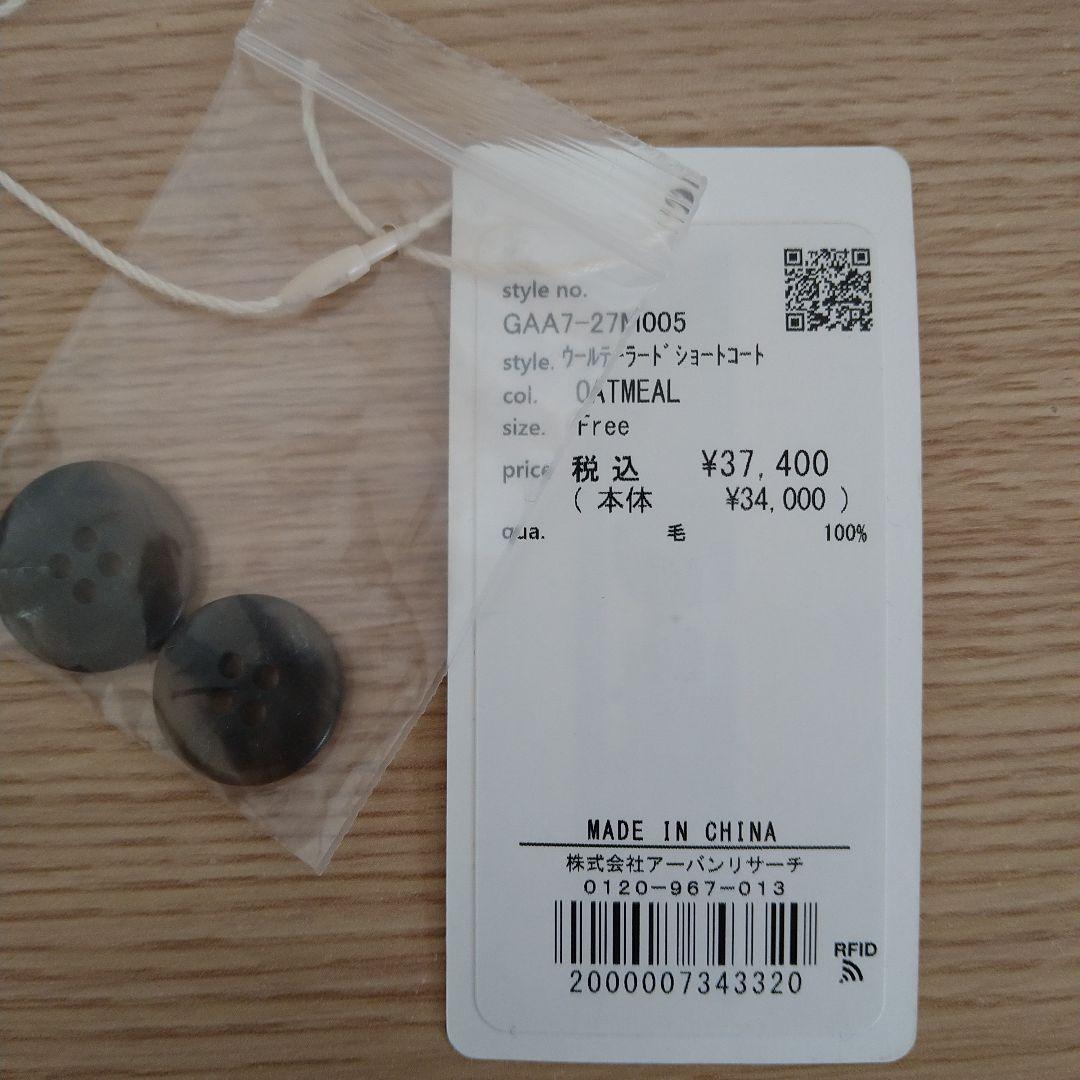 style no.
GAA7-27M005
style. ｳｰﾙﾃｰﾗｰﾄﾞｼｮｰﾄｺｰﾄ
col. OATMEAL
size. Free
price 税込 ¥37,400
( 本体 ¥34,000 )
qua. 毛 100%
MADE IN CHINA
株式会社アーバンリサーチ
0120-967-013
2000007343320
RFID